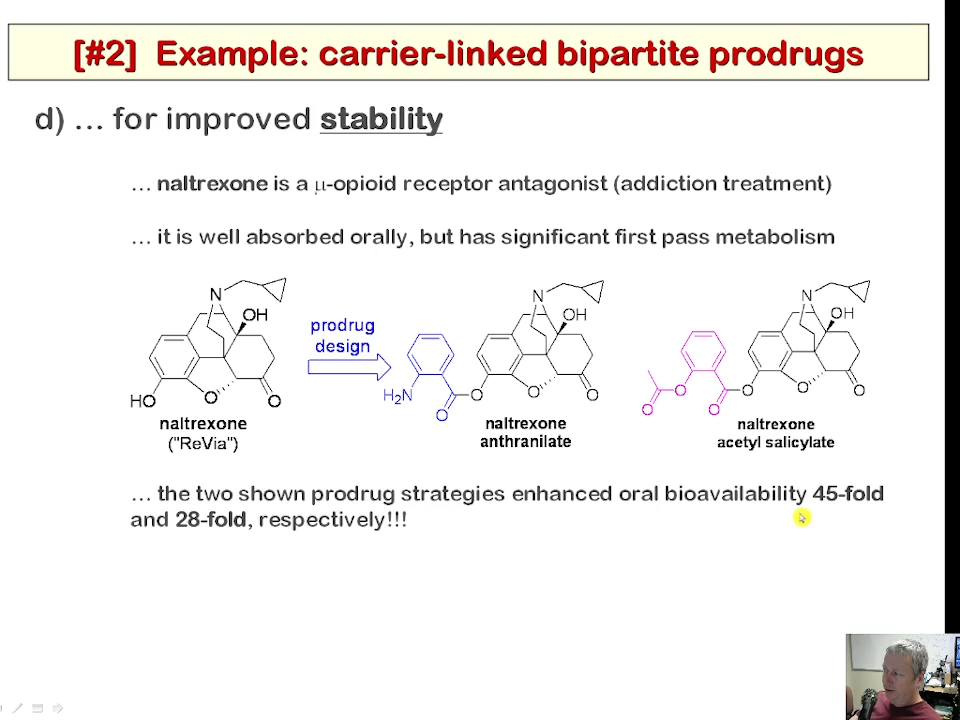 [#2] Example: carrier-linked bipartite prodrugs
d) … for improved stability
… naltrexone is a μ-opioid receptor antagonist (addiction treatment)
… it is well absorbed orally, but has significant first pass metabolism
N
OH
HO
O
O
naltrexone
("ReVia")
prodrug
design
N
OH
H₂N
O
O
O
O
naltrexone
anthranilate
N
OH
O
O
O
O
O
O
naltrexone
acetyl salicylate
… the two shown prodrug strategies enhanced oral bioavailability 45-fold
and 28-fold, respectively!!!